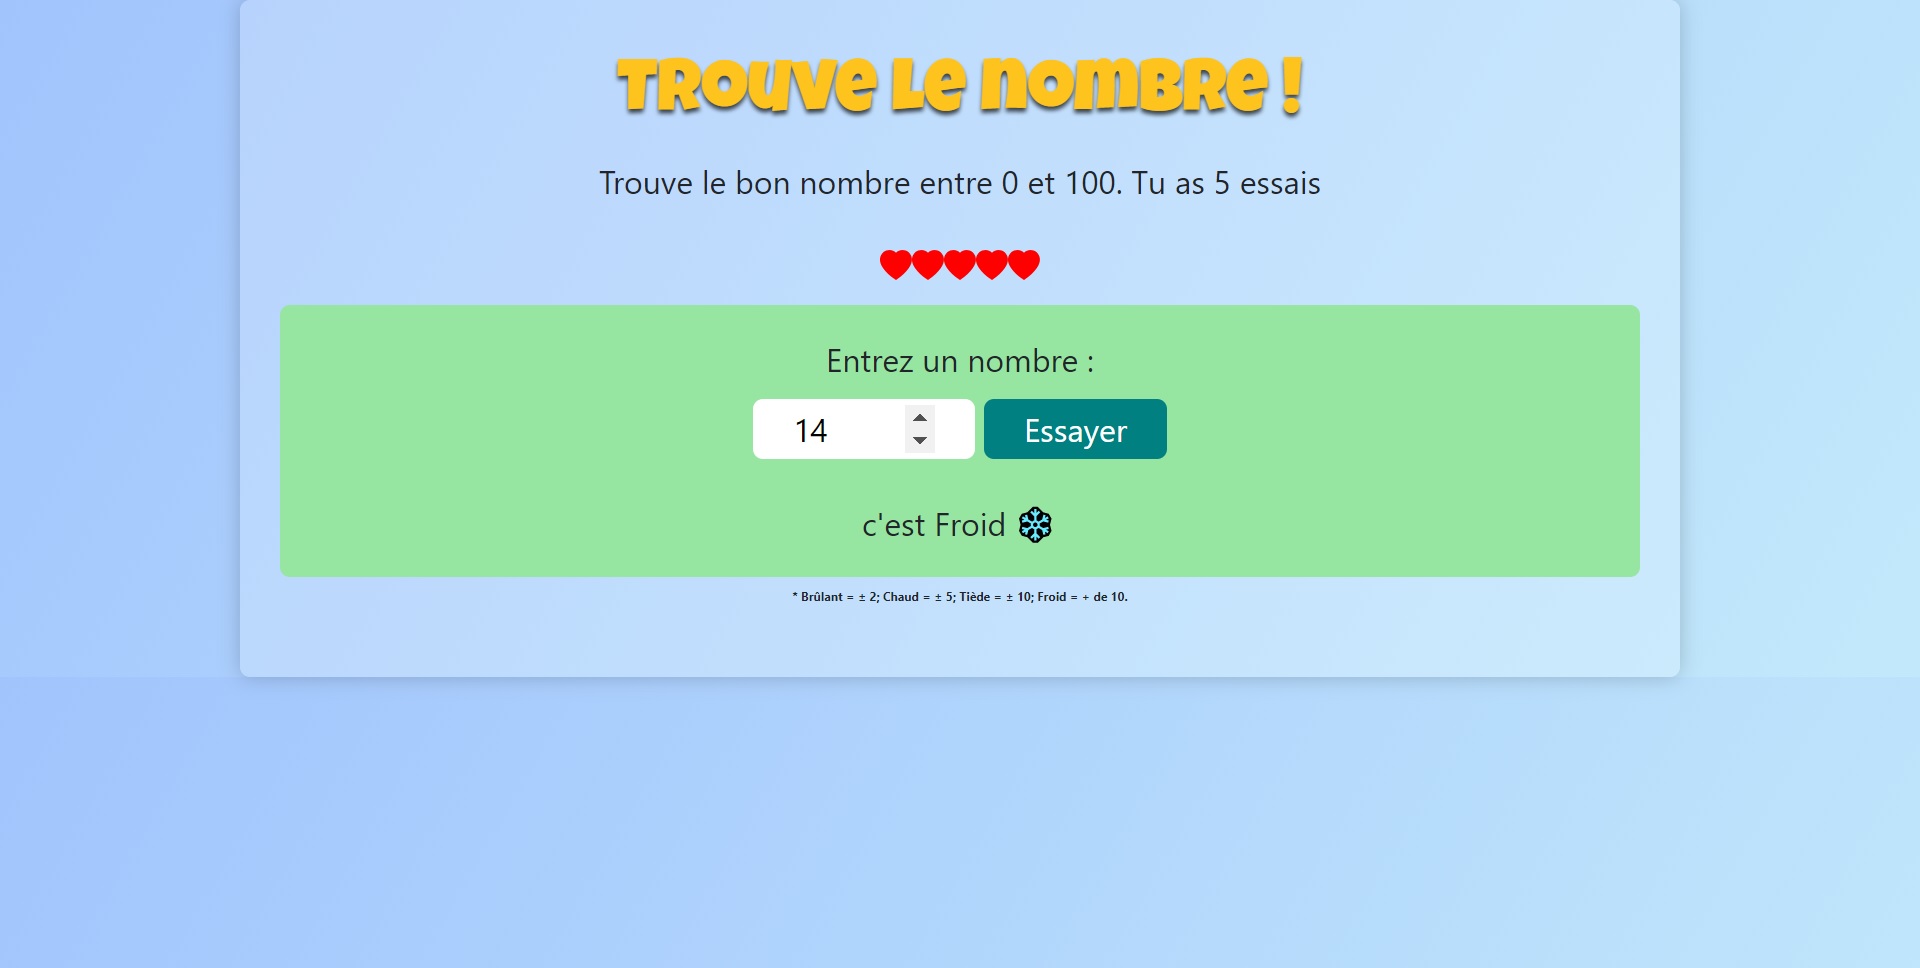 Trouve le nombre !
Trouve le bon nombre entre 0 et 100. Tu as 5 essais
Entrez un nombre :
14
Essayer
c'est Froid
* Brûlant = ± 2; Chaud = ± 5; Tiède = ± 10; Froid = + de 10.